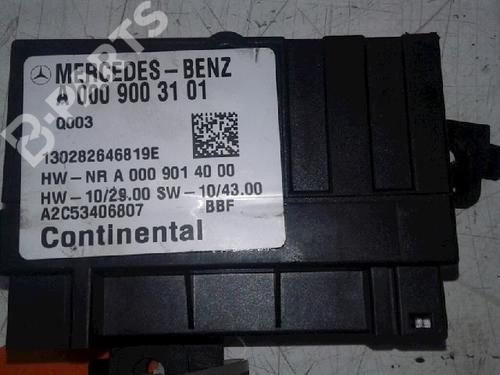 B-PARTS
MERCEDES-BENZ
A 000 900 31 01
Q003
130282646819E
HW-NR A 000 901 40 00
HW-10/29.00 SW-10/43.00
A2C53406807 BBF
Continental